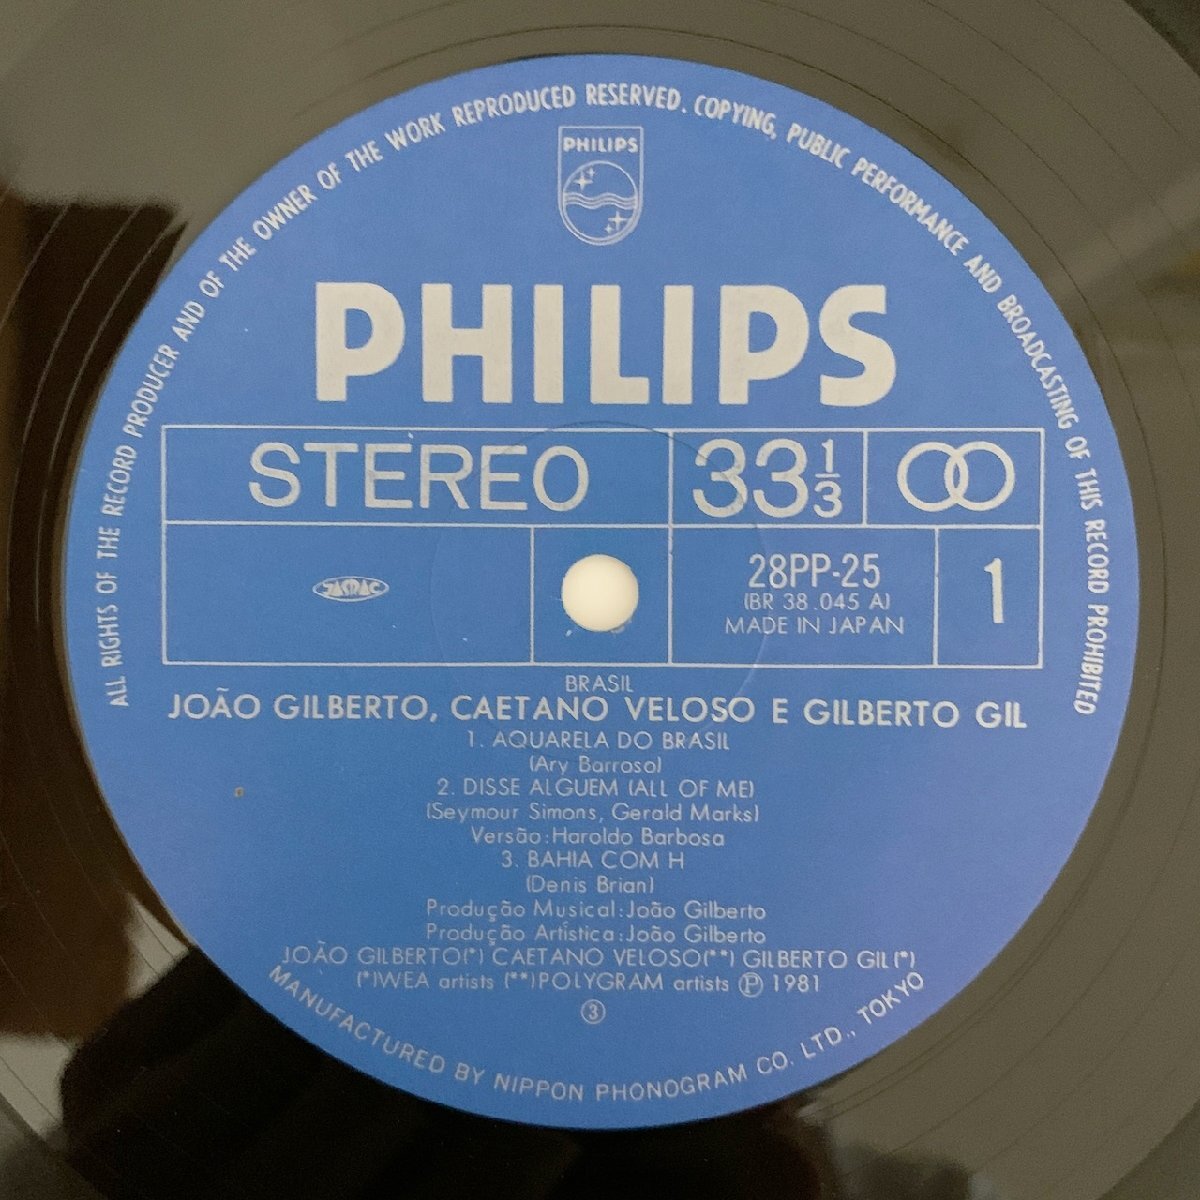 ALL RIGHTS OF THE RECORD PRODUCER AND OF THE OWNER OF THE WORK REPRODUCED RESERVED. COPYING, PUBLIC PERFORMANCE AND BROADCASTING OF THIS RECORD PROHIBITED
PHILIPS
PHILIPS
STEREO
33 1/3
JASRAC
28PP-25
(BR 38.045 A)
MADE IN JAPAN
1
BRASIL
JOÃO GILBERTO, CAETANO VELOSO E GILBERTO GIL
1. AQUARELA DO BRASIL
(Ary Barroso)
2. DISSE ALGUEM (ALL OF ME)
(Seymour Simons, Gerald Marks)
Versão:Haroldo Barbosa
3. BAHIA COM H
(Denis Brian)
Produção Musical:João Gilberto
Produção Artística:João Gilberto
JOÃO GILBERTO(*) CAETANO VELOSO(**) GILBERTO GIL(*)
(*)WEA artists (**)POLYGRAM artists Ⓟ 1981
③
MANUFACTURED BY NIPPON PHONOGRAM CO. LTD., TOKYO